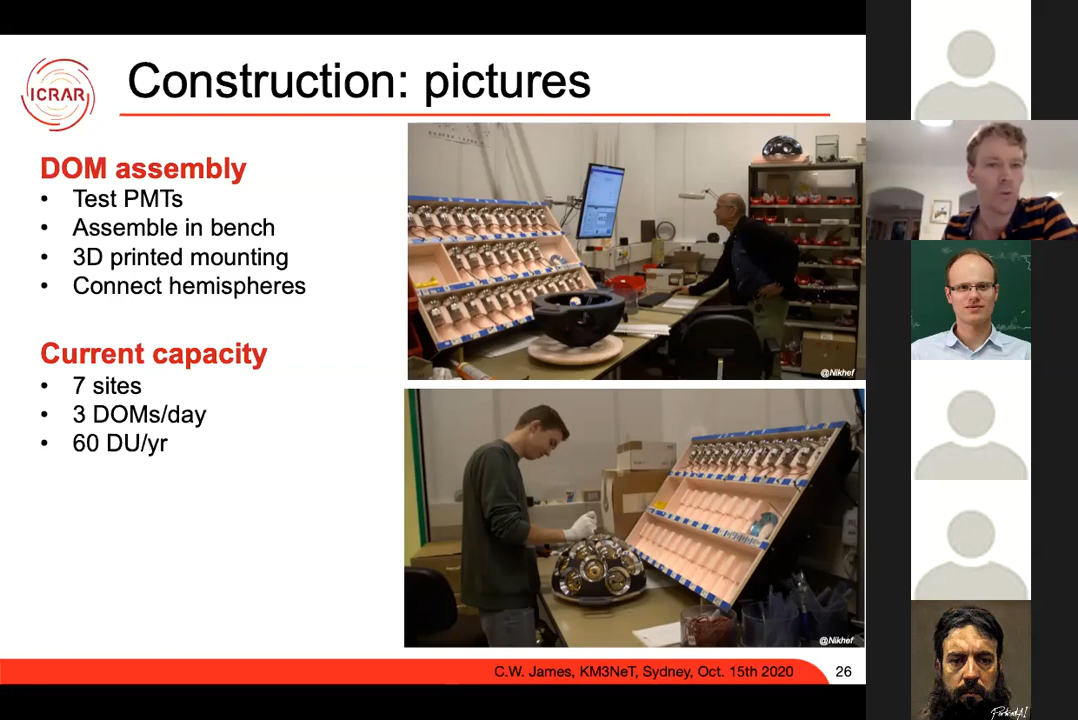 ICRAR
Construction: pictures
DOM assembly
• Test PMTs
• Assemble in bench
• 3D printed mounting
• Connect hemispheres
Current capacity
• 7 sites
• 3 DOMs/day
• 60 DU/yr
@Nikhef
@Nikhef
C.W. James, KM3NeT, Sydney, Oct. 15th 2020
26